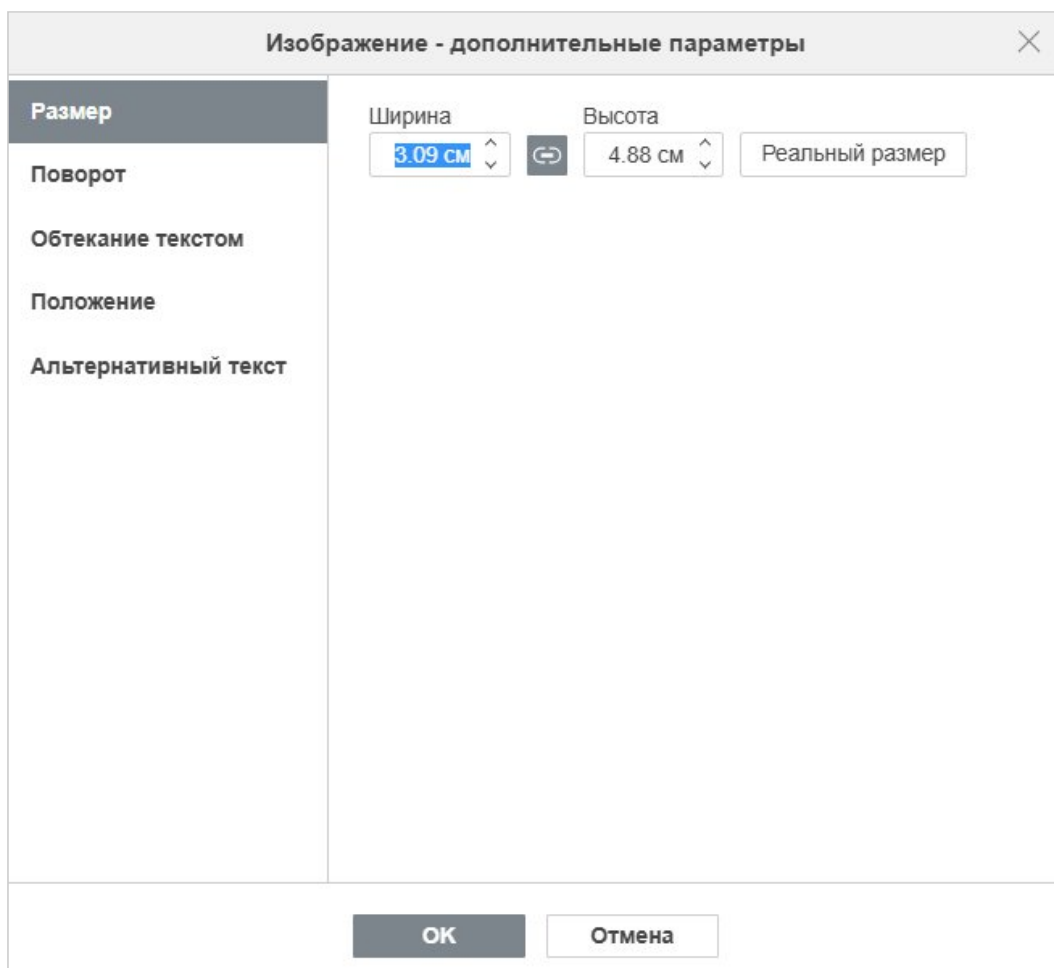 Изображение - дополнительные параметры
Размер
Поворот
Обтекание текстом
Положение
Альтернативный текст
Ширина Высота
3.09 см 4.88 см Реальный размер
OK Отмена